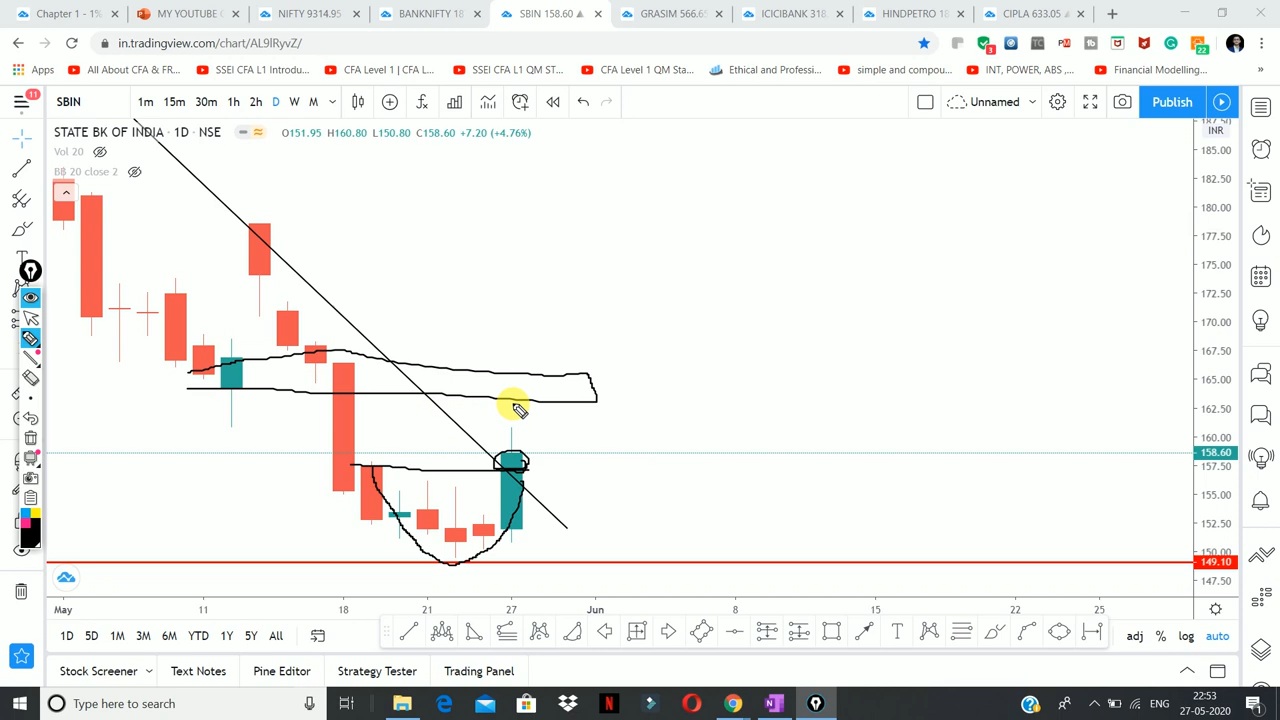 Chapter 1 - 1%
MY YOUTUBE C
NIFTY 9314.95
BANKNIFTY 18
SBIN 158.60
GRASIM 566.65
ICICIBANK 318.
HINDPETRO 18
CIPLA 633.05
in.tradingview.com/chart/AL9lRyvZ/
Apps
All About CFA & FR...
SSEI CFA L1 Introdu...
CFA Level 1 CFA L...
SSEI CFA L1 QM ST...
CFA Level 1 QM Sta...
Ethical and Professi...
simple and compou...
INT, POWER, ABS ,...
Financial Modelling...
»
11
SBIN
1m 15m 30m 1h 2h D W M
Unnamed
Publish
STATE BK OF INDIA · 1D · NSE
O151.95 H160.80 L150.80 C158.60 +7.20 (+4.76%)
Vol 20
BB 20 close 2
187.50
INR
185.00
182.50
180.00
177.50
175.00
172.50
170.00
167.50
165.00
162.50
160.00
158.60
157.50
155.00
152.50
150.00
149.10
147.50
May 11 18 21 27 Jun 8 15 22 25
1D 5D 1M 3M 6M YTD 1Y 5Y All
adj % log auto
Stock Screener
Text Notes
Pine Editor
Strategy Tester
Trading Panel
Type here to search
ENG
22:53
27-05-2020